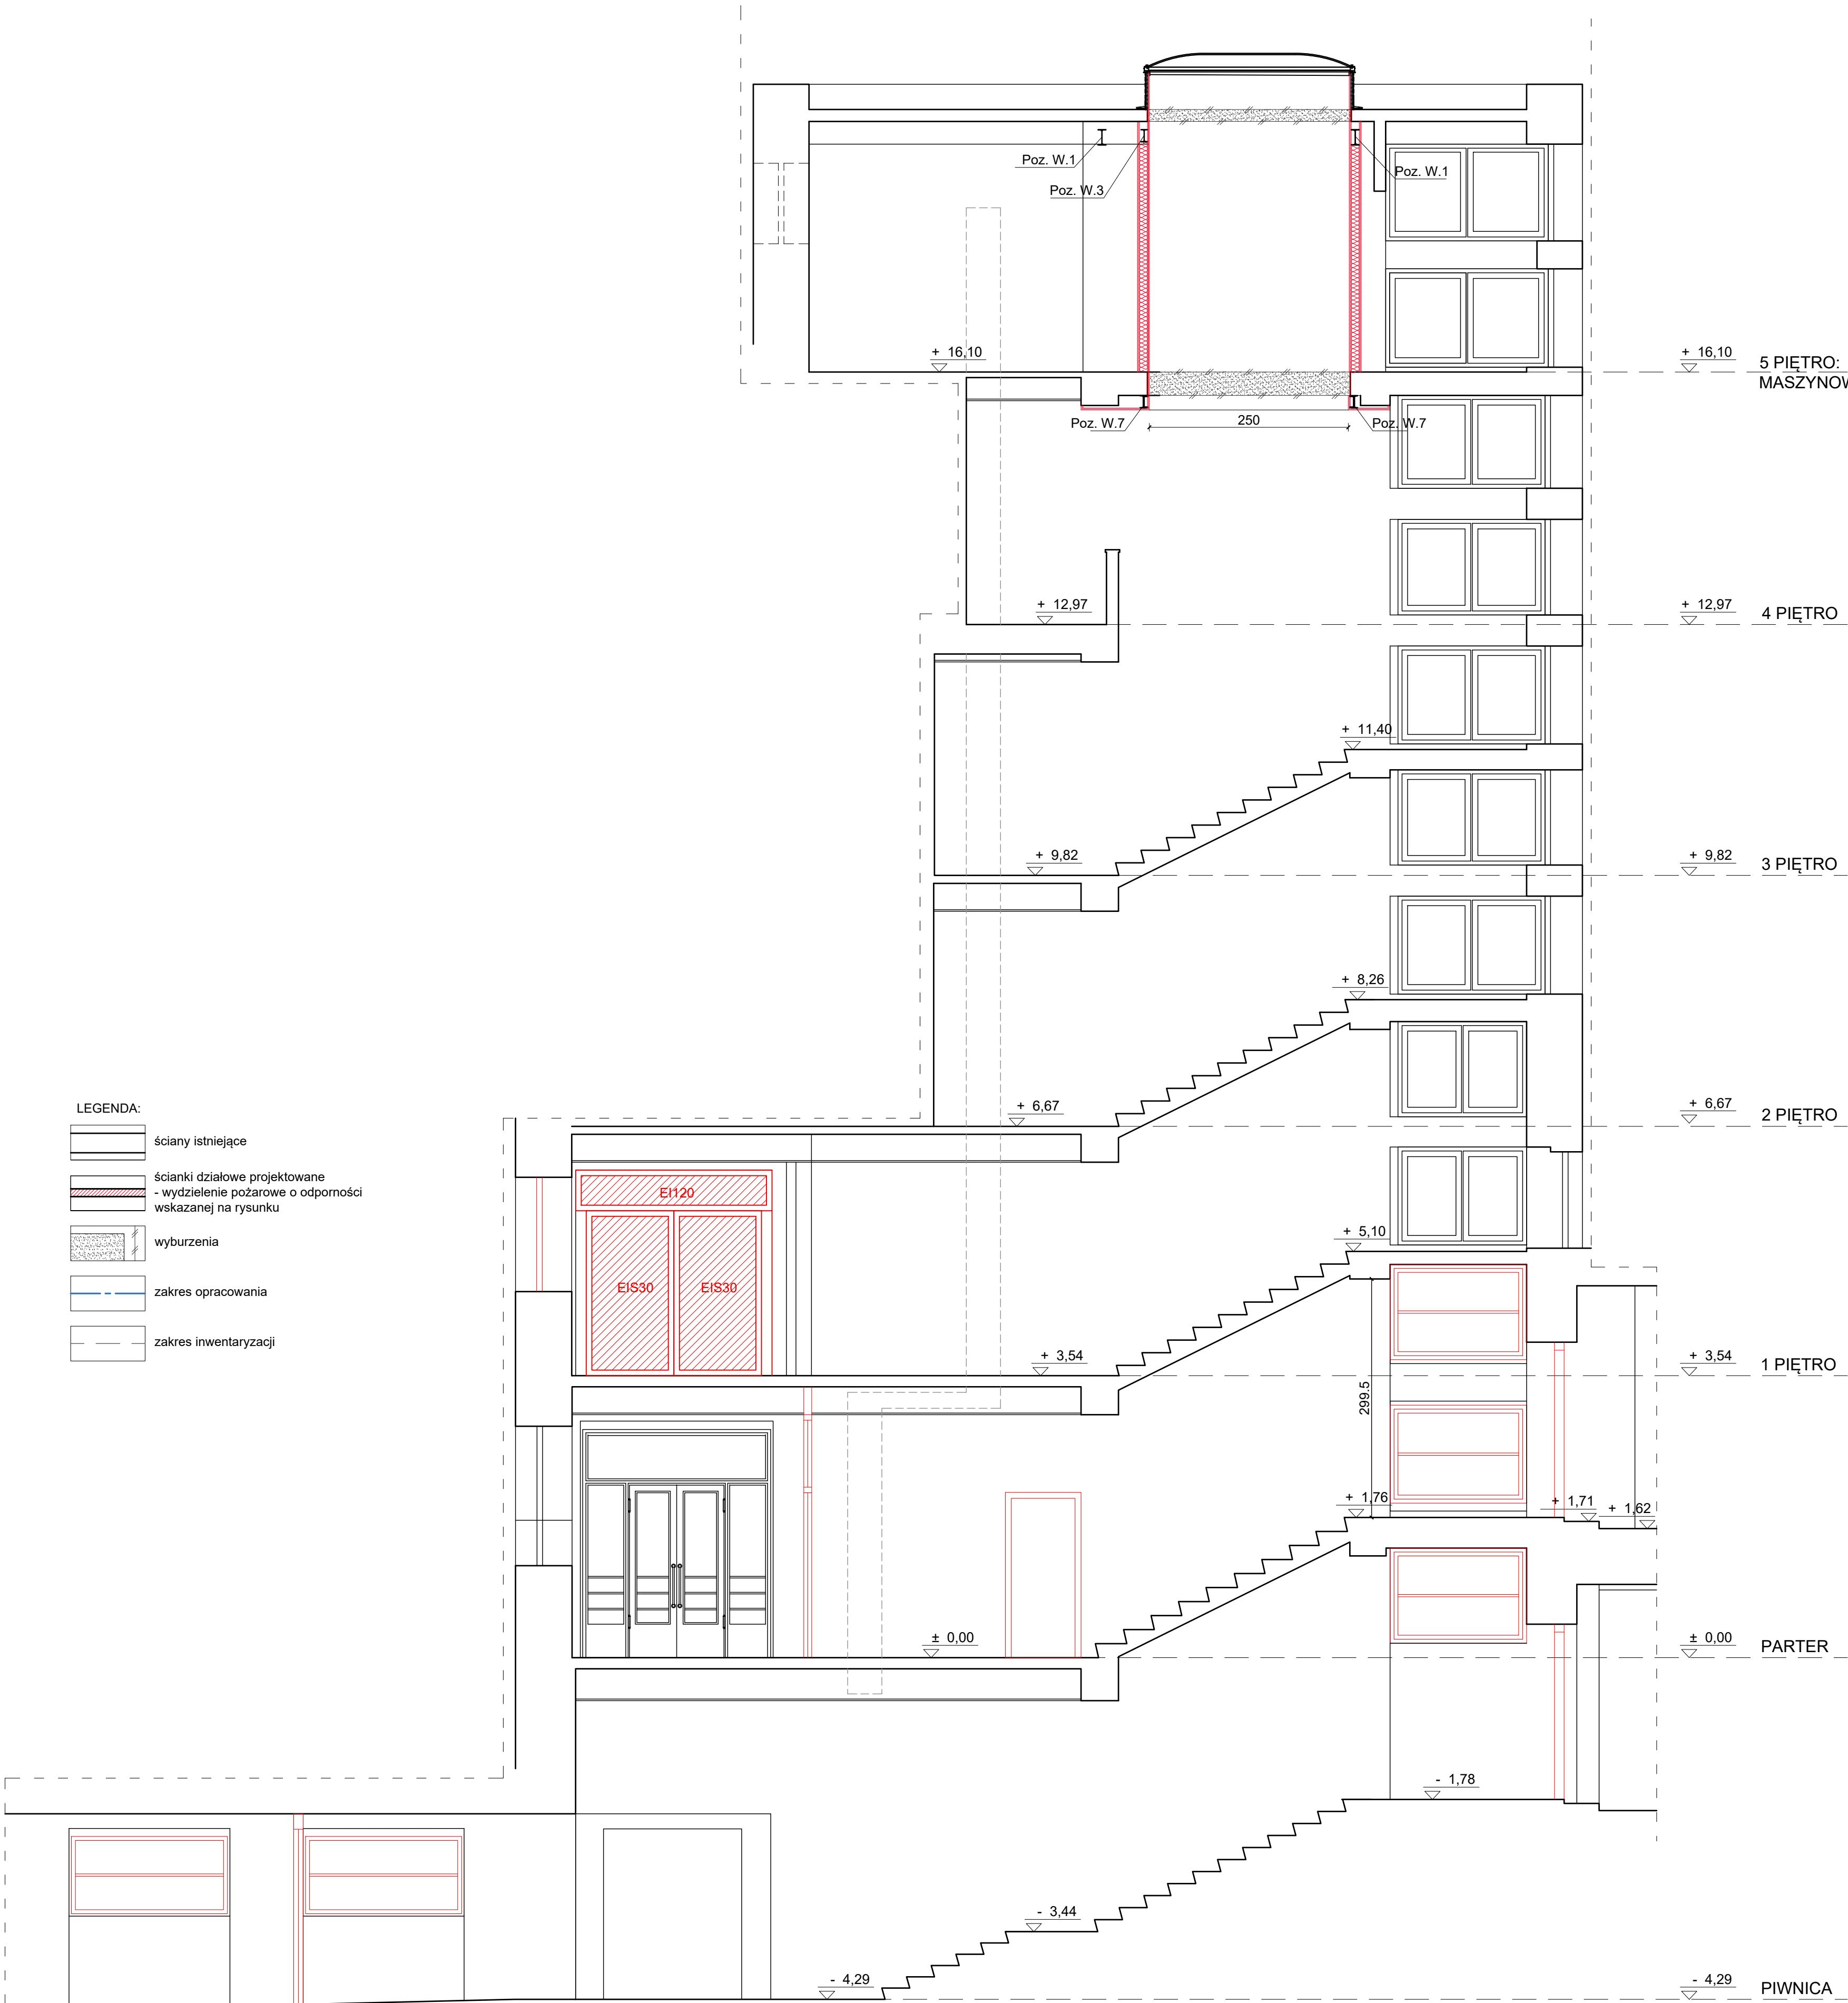 Poz. W.1
Poz. W.3
Poz. W.1
+ 16,10
+ 16,10
5 PIĘTRO:
Poz. W.7
250
Poz. W.7
+ 12,97
+ 12,97
4 PIĘTRO
+ 11,40
+ 9,82
+ 9,82
3 PIĘTRO
+ 8,26
+ 6,67
+ 6,67
2 PIĘTRO
LEGENDA:
ściany istniejące
ścianki działowe projektowane
- wydzielenie pożarowe o odporności
wskazanej na rysunku
wyburzenia
zakres opracowania
zakres inwentaryzacji
EI120
EIS30
EIS30
+ 5,10
+ 3,54
+ 3,54
1 PIĘTRO
299.5
+ 1,76
+ 1,71
+ 1,62
± 0,00
± 0,00
PARTER
- 1,78
- 3,44
- 4,29
- 4,29
PIWNICA